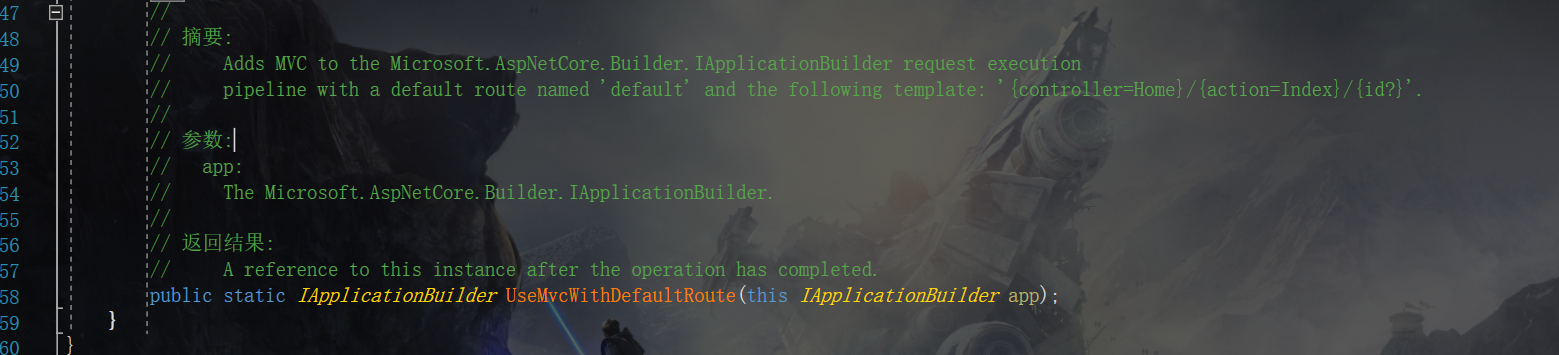 47 //
48 // 摘要:
49 //     Adds MVC to the Microsoft.AspNetCore.Builder.IApplicationBuilder request execution
50 //     pipeline with a default route named 'default' and the following template: '{controller=Home}/{action=Index}/{id?}'.
51 //
52 // 参数:
53 //   app:
54 //     The Microsoft.AspNetCore.Builder.IApplicationBuilder.
55 //
56 // 返回结果:
57 //     A reference to this instance after the operation has completed.
58 public static IApplicationBuilder UseMvcWithDefaultRoute(this IApplicationBuilder app);
59 }
60 }